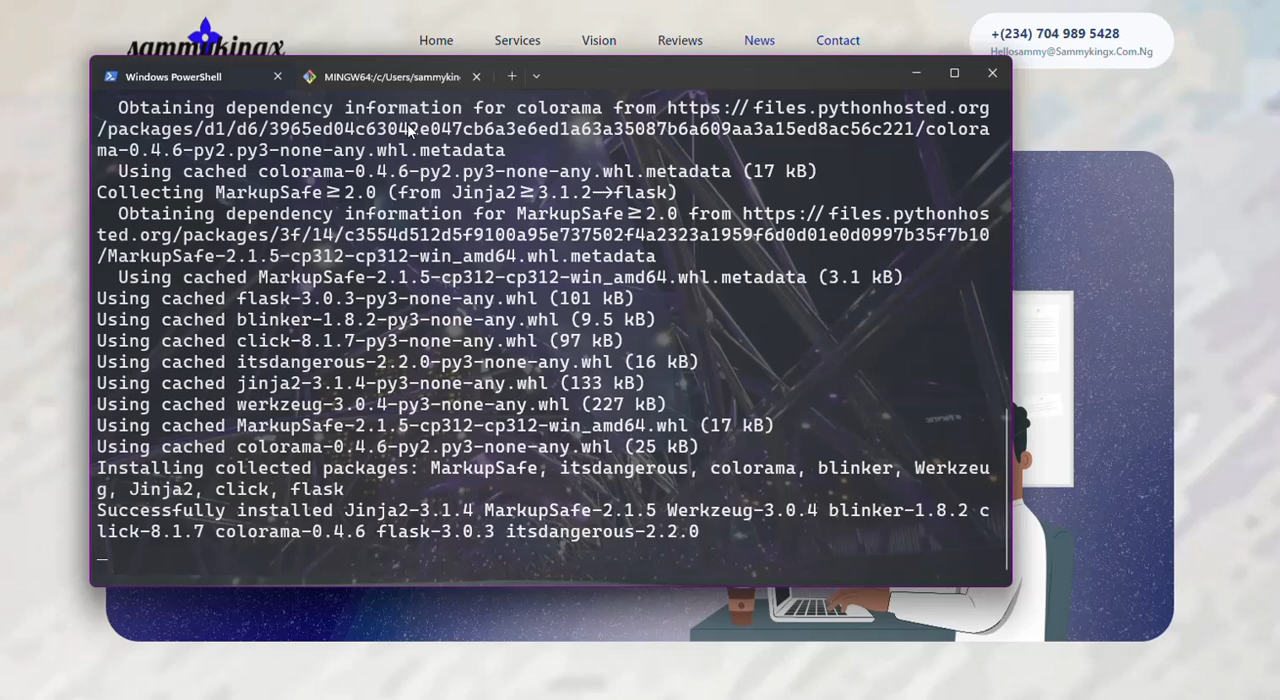 sammykingx
Home Services Vision Reviews News Contact
+(234) 704 989 5428
Hellosammy@Sammykingx.Com.Ng
Windows PowerShell
MINGW64:/c/Users/sammykin
Obtaining dependency information for colorama from https://files.pythonhosted.org
/packages/d1/d6/3965ed04c63042e047cb6a3e6ed1a63a35087b6a609aa3a15ed8ac56c221/colora
ma-0.4.6-py2.py3-none-any.whl.metadata
Using cached colorama-0.4.6-py2.py3-none-any.whl.metadata (17 kB)
Collecting MarkupSafe≥2.0 (from Jinja2≥3.1.2→flask)
Obtaining dependency information for MarkupSafe≥2.0 from https://files.pythonhos
ted.org/packages/3f/14/c3554d512d5f9100a95e737502f4a2323a1959f6d0d01e0d0997b35f7b10
/MarkupSafe-2.1.5-cp312-cp312-win_amd64.whl.metadata
Using cached MarkupSafe-2.1.5-cp312-cp312-win_amd64.whl.metadata (3.1 kB)
Using cached flask-3.0.3-py3-none-any.whl (101 kB)
Using cached blinker-1.8.2-py3-none-any.whl (9.5 kB)
Using cached click-8.1.7-py3-none-any.whl (97 kB)
Using cached itsdangerous-2.2.0-py3-none-any.whl (16 kB)
Using cached jinja2-3.1.4-py3-none-any.whl (133 kB)
Using cached werkzeug-3.0.4-py3-none-any.whl (227 kB)
Using cached MarkupSafe-2.1.5-cp312-cp312-win_amd64.whl (17 kB)
Using cached colorama-0.4.6-py2.py3-none-any.whl (25 kB)
Installing collected packages: MarkupSafe, itsdangerous, colorama, blinker, Werkzeu
g, Jinja2, click, flask
Successfully installed Jinja2-3.1.4 MarkupSafe-2.1.5 Werkzeug-3.0.4 blinker-1.8.2 c
lick-8.1.7 colorama-0.4.6 flask-3.0.3 itsdangerous-2.2.0